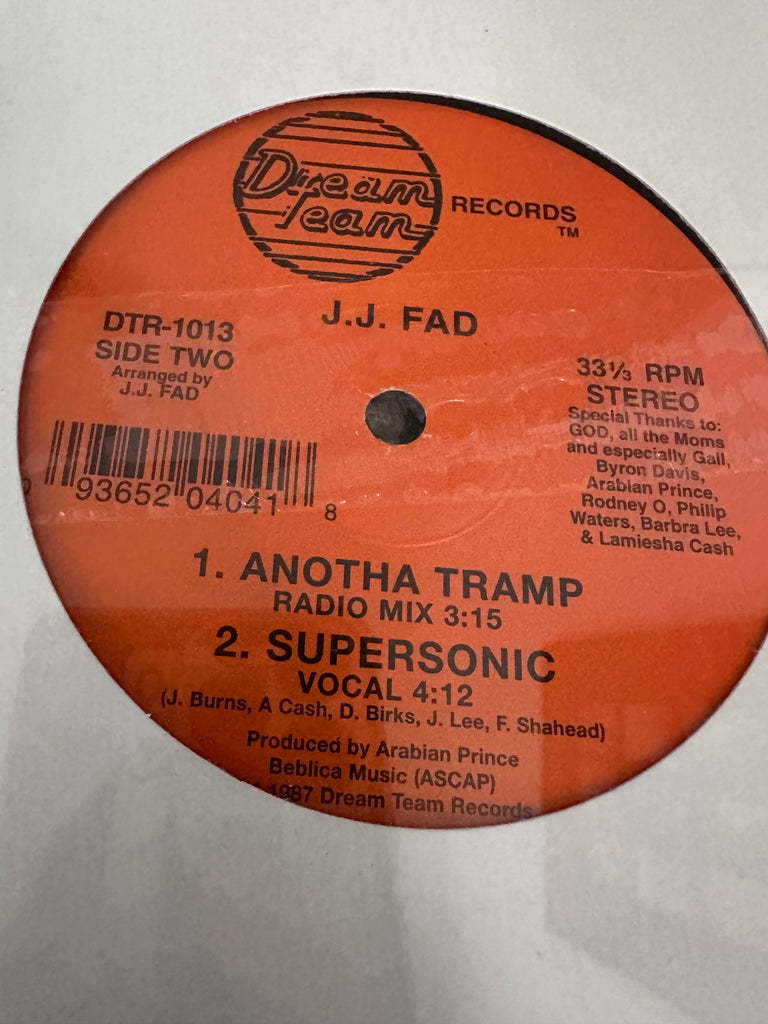 Dream
Team
RECORDS
TM
J.J. FAD
DTR-1013
SIDE TWO
Arranged by
J.J. FAD
33⅓ RPM
STEREO
Special Thanks to:
GOD, all the Moms
and especially Gail,
Byron Davis,
Arabian Prince,
Rodney O, Philip
Waters, Barbra Lee,
& Lamiesha Cash
93652 04041 8
1. ANOTHA TRAMP
RADIO MIX 3:15
2. SUPERSONIC
VOCAL 4:12
(J. Burns, A Cash, D. Birks, J. Lee, F. Shahead)
Produced by Arabian Prince
Beblica Music (ASCAP)
1987 Dream Team Records